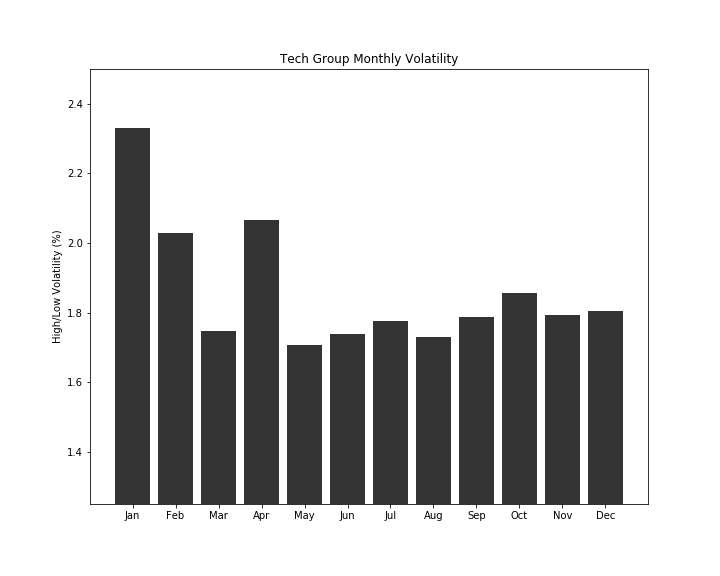 Tech Group Monthly Volatility
High/Low Volatility (%)
2.4
2.2
2.0
1.8
1.6
1.4
Jan Feb Mar Apr May Jun Jul Aug Sep Oct Nov Dec